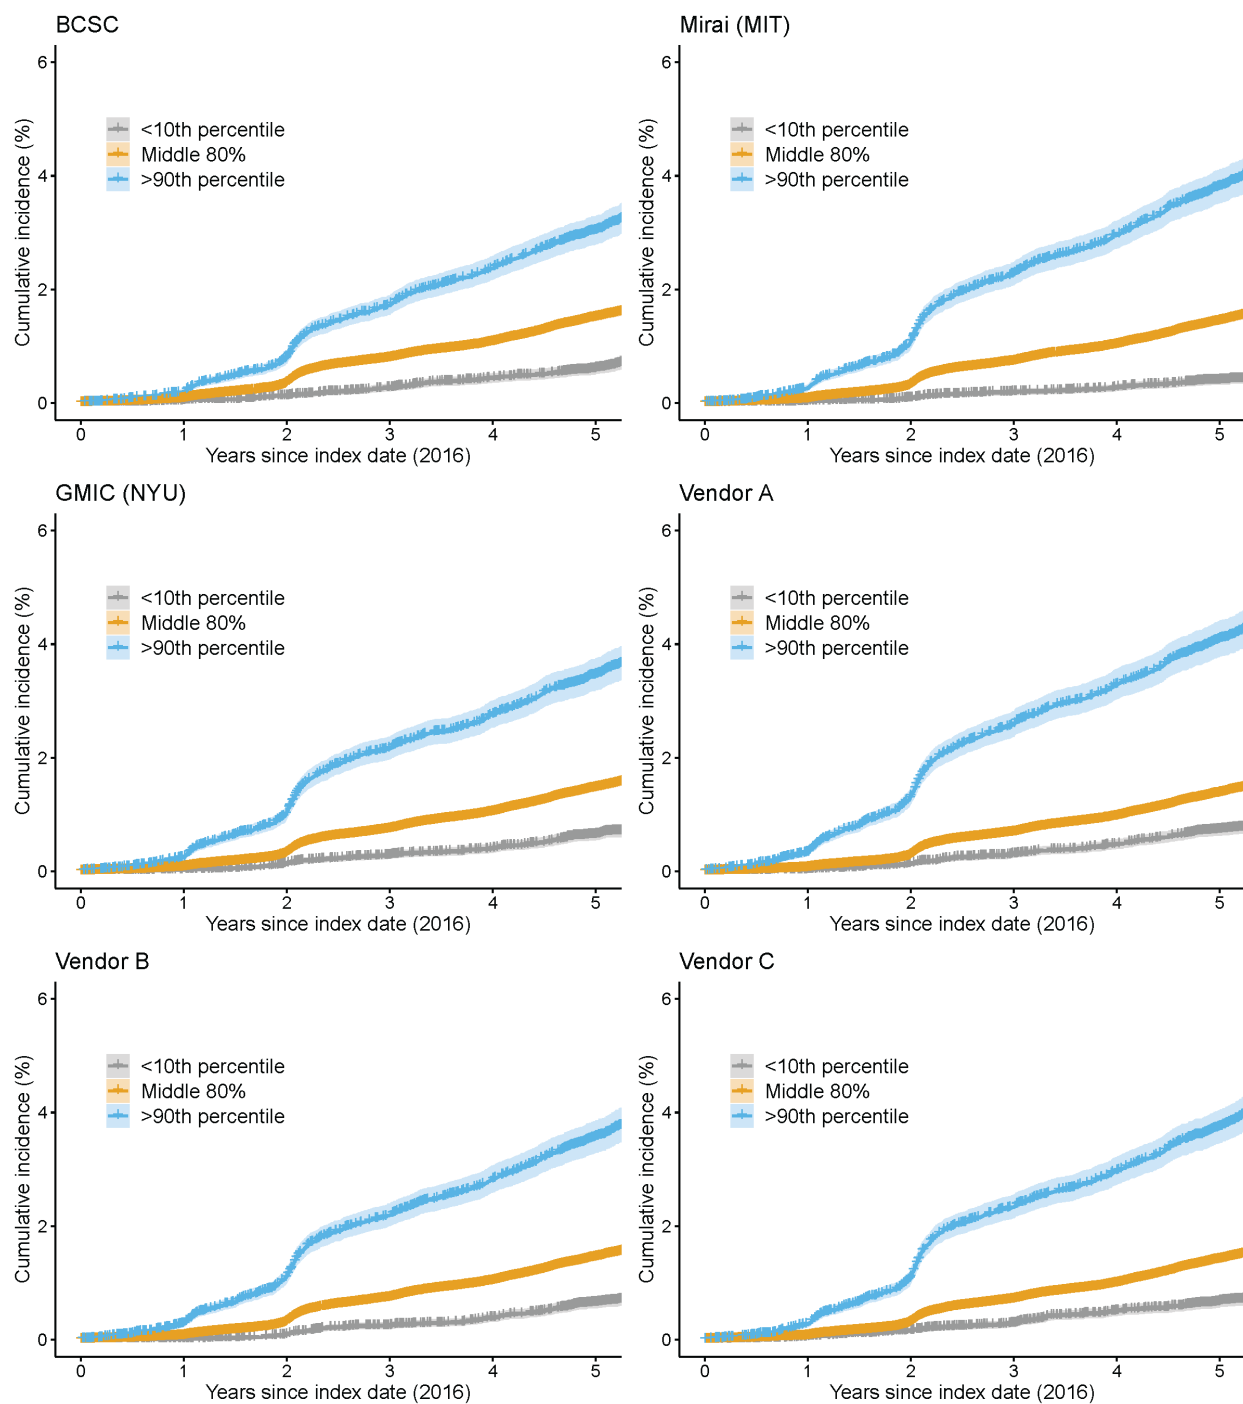 BCSC
Cumulative incidence (%)
6
4
2
0
<10th percentile
Middle 80%
>90th percentile
0 1 2 3 4 5
Years since index date (2016)
Mirai (MIT)
Cumulative incidence (%)
6
4
2
0
<10th percentile
Middle 80%
>90th percentile
0 1 2 3 4 5
Years since index date (2016)
GMIC (NYU)
Cumulative incidence (%)
6
4
2
0
<10th percentile
Middle 80%
>90th percentile
0 1 2 3 4 5
Years since index date (2016)
Vendor A
Cumulative incidence (%)
6
4
2
0
<10th percentile
Middle 80%
>90th percentile
0 1 2 3 4 5
Years since index date (2016)
Vendor B
Cumulative incidence (%)
6
4
2
0
<10th percentile
Middle 80%
>90th percentile
0 1 2 3 4 5
Years since index date (2016)
Vendor C
Cumulative incidence (%)
6
4
2
0
<10th percentile
Middle 80%
>90th percentile
0 1 2 3 4 5
Years since index date (2016)